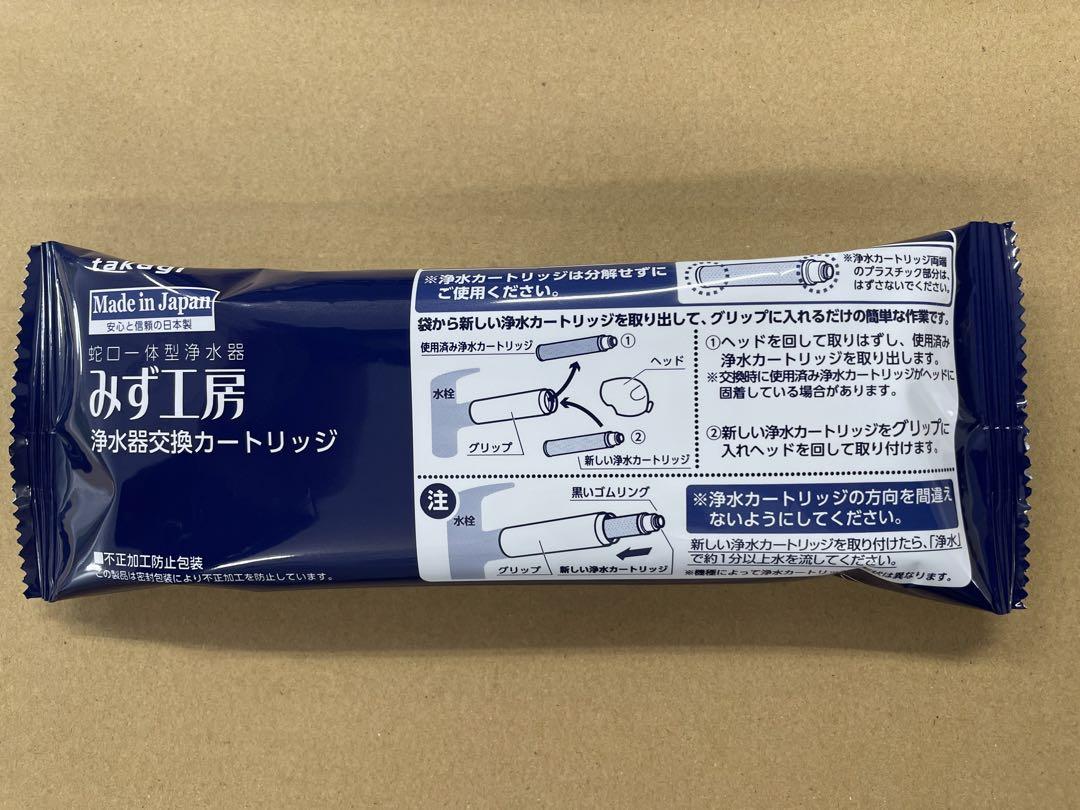 takagi
Made in Japan
安心と信頼の日本製
蛇口一体型浄水器
みず工房
浄水器交換カートリッジ
■不正加工防止包装
この製品は密封包装により不正加工を防止しています。
※浄水カートリッジは分解せずに
ご使用ください。
※浄水カートリッジ両端
のプラスチック部分は、
はずさないでください。
袋から新しい浄水カートリッジを取り出して、グリップに入れるだけの簡単な作業です。
使用済み浄水カートリッジ
①
ヘッド
水栓
グリップ
②
新しい浄水カートリッジ
①ヘッドを回して取りはずし、使用済み
浄水カートリッジを取り出します。
※交換時に使用済み浄水カートリッジがヘッドに
固着している場合があります。
②新しい浄水カートリッジをグリップに
入れヘッドを回して取り付けます。
注
黒いゴムリング
水栓
グリップ
新しい浄水カートリッジ
※浄水カートリッジの方向を間違え
ないようにしてください。
新しい浄水カートリッジを取り付けたら、「浄水」
で約1分以上水を流してください。
※機種によって浄水カートリ
は異なります。